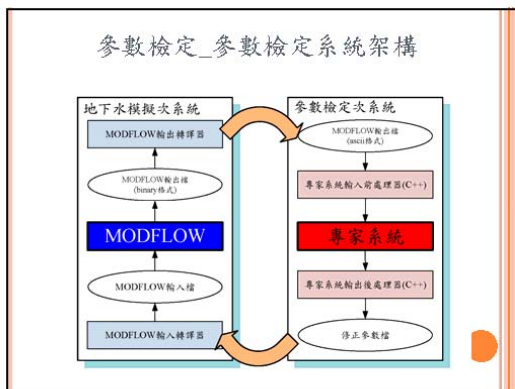 參數檢定_參數檢定系統架構
地下水模擬次系統
MODFLOW輸出轉譯器
MODFLOW輸出檔
(binary格式)
MODFLOW
MODFLOW輸入檔
MODFLOW輸入轉譯器
參數檢定次系統
MODFLOW輸出檔
(ascii格式)
專家系統輸入前處理器(C++)
專家系統
專家系統輸出後處理器(C++)
修正參數檔